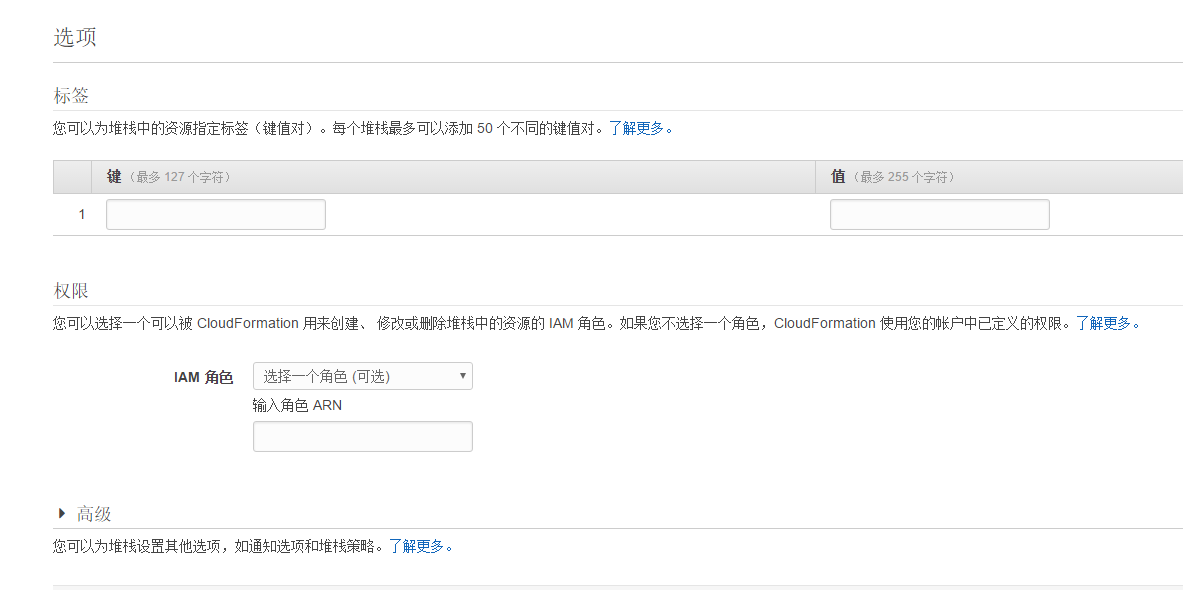 选项
标签
您可以为堆栈中的资源指定标签（键值对）。每个堆栈最多可以添加 50 个不同的键值对。了解更多。
键（最多 127 个字符） 值（最多 255 个字符）
1
权限
您可以选择一个可以被 CloudFormation 用来创建、 修改或删除堆栈中的资源的 IAM 角色。如果您不选择一个角色，CloudFormation 使用您的帐户中已定义的权限。了解更多。
IAM 角色 选择一个角色 (可选)
输入角色 ARN
高级
您可以为堆栈设置其他选项，如通知选项和堆栈策略。了解更多。